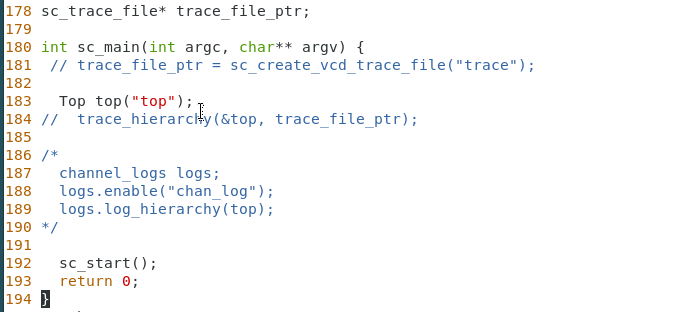 178 sc_trace_file* trace_file_ptr;
179
180 int sc_main(int argc, char** argv) {
181  // trace_file_ptr = sc_create_vcd_trace_file("trace");
182
183   Top top("top");
184 //  trace_hierarchy(&top, trace_file_ptr);
185
186 /*
187   channel_logs logs;
188   logs.enable("chan_log");
189   logs.log_hierarchy(top);
190 */
191
192   sc_start();
193   return 0;
194 }